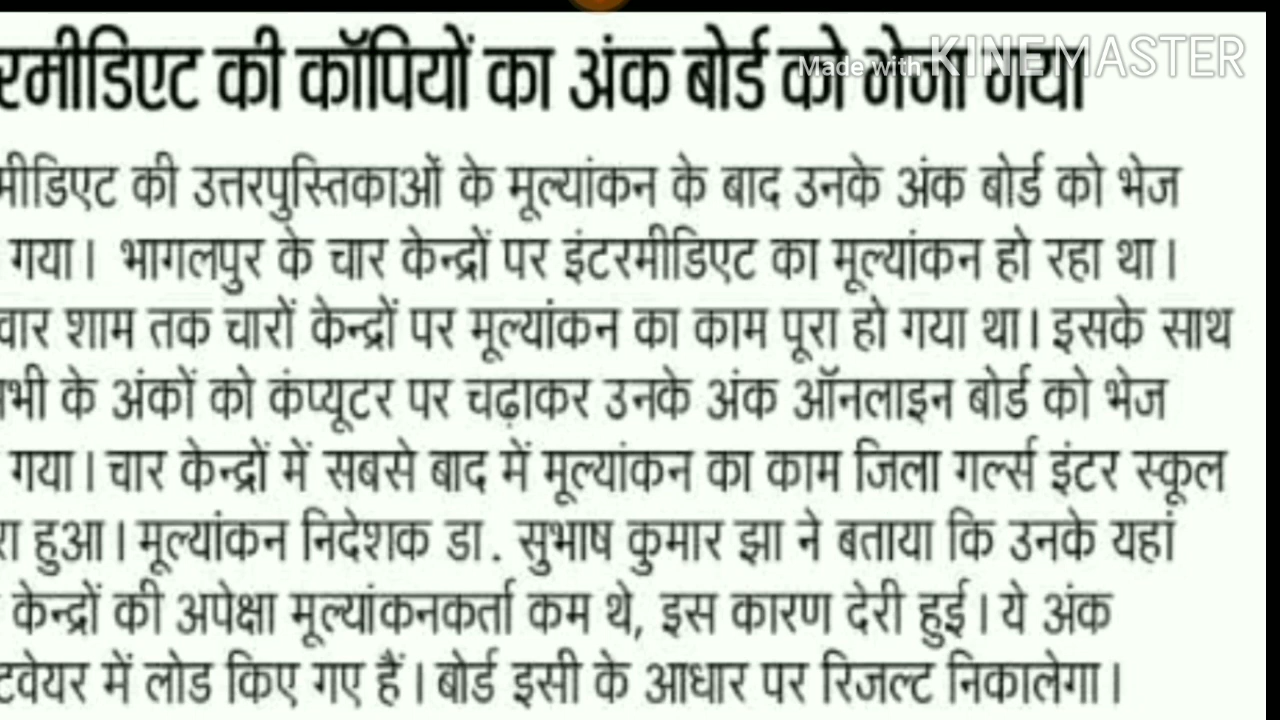 रमीडिएट की कॉपियों का अंक बोर्ड को भेजा गया
Made with KINEMASTER
मीडिएट की उत्तरपुस्तिकाओं के मूल्यांकन के बाद उनके अंक बोर्ड को भेज
गया। भागलपुर के चार केन्द्रों पर इंटरमीडिएट का मूल्यांकन हो रहा था।
वार शाम तक चारों केन्द्रों पर मूल्यांकन का काम पूरा हो गया था। इसके साथ
भी के अंकों को कंप्यूटर पर चढ़ाकर उनके अंक ऑनलाइन बोर्ड को भेज
गया। चार केन्द्रों में सबसे बाद में मूल्यांकन का काम जिला गर्ल्स इंटर स्कूल
रा हुआ। मूल्यांकन निदेशक डा. सुभाष कुमार झा ने बताया कि उनके यहां
केन्द्रों की अपेक्षा मूल्यांकनकर्ता कम थे, इस कारण देरी हुई। ये अंक
टवेयर में लोड किए गए हैं। बोर्ड इसी के आधार पर रिजल्ट निकालेगा।